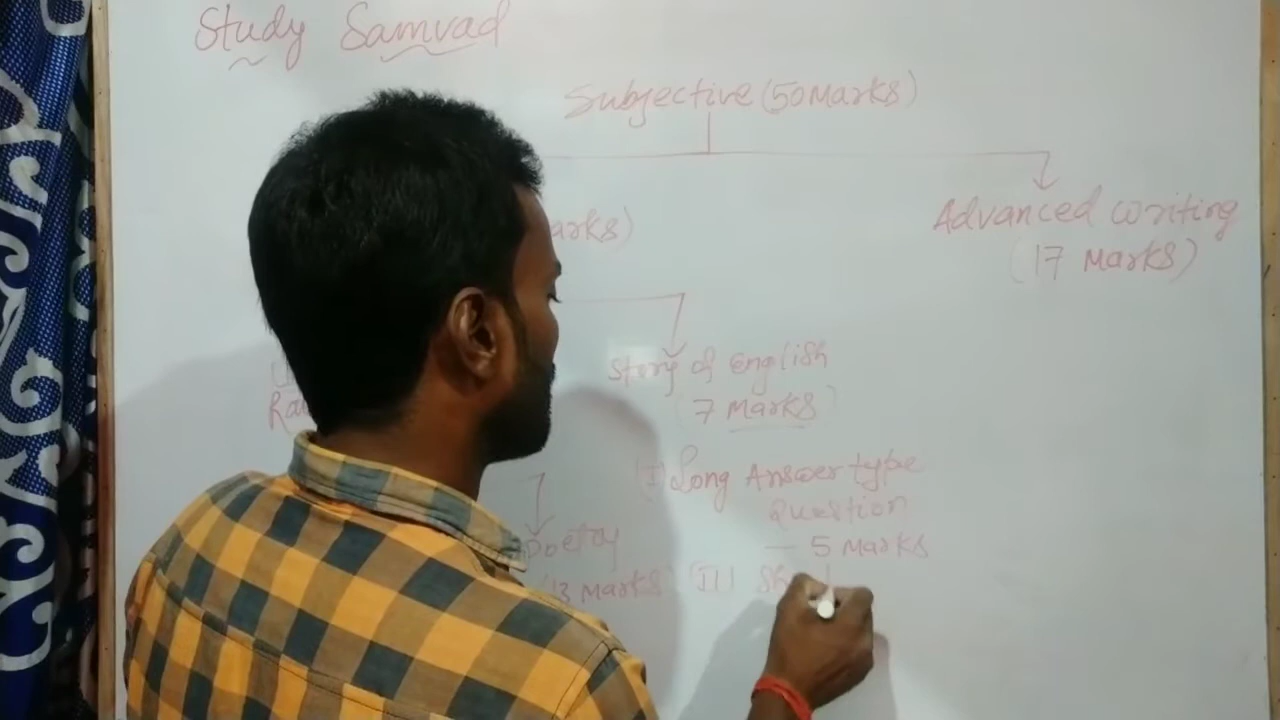 Study Samvad
Subjective (50 Marks)
Advanced Writing
(17 Marks)
arks)
Story of English
(7 Marks)
Ra
(I) Long Answer type
Question
— 5 Marks
Poetry
(13 Marks)
(II) Sh